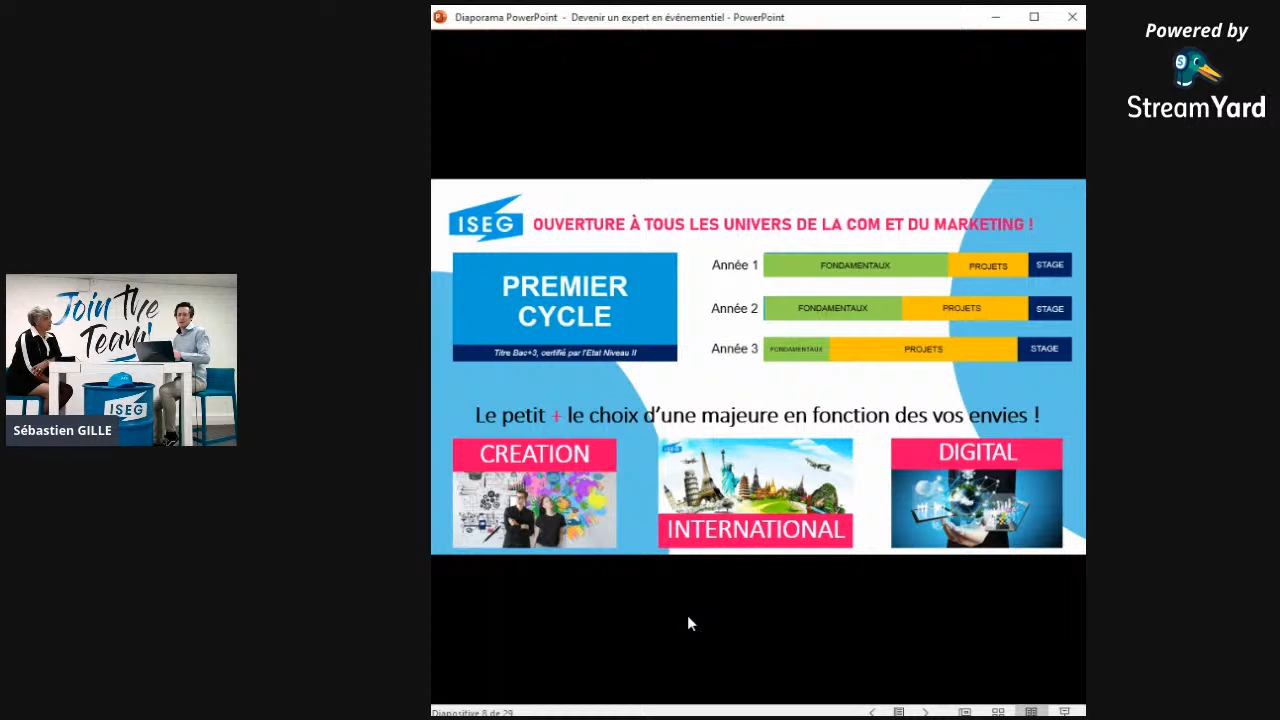 Diaporama PowerPoint - Devenir un expert en événementiel - PowerPoint
Powered by
StreamYard
ISEG
OUVERTURE À TOUS LES UNIVERS DE LA COM ET DU MARKETING !
PREMIER
CYCLE
Titre Bac+3, certifié par l'Etat Niveau II
Année 1 FONDAMENTAUX PROJETS STAGE
Année 2 FONDAMENTAUX PROJETS STAGE
Année 3 FONDAMENTAUX PROJETS STAGE
Join the
Team!
ISEG
Sébastien GILLE
Le petit + le choix d'une majeure en fonction des vos envies !
CREATION
INTERNATIONAL
DIGITAL
Diapositive 8 de 29